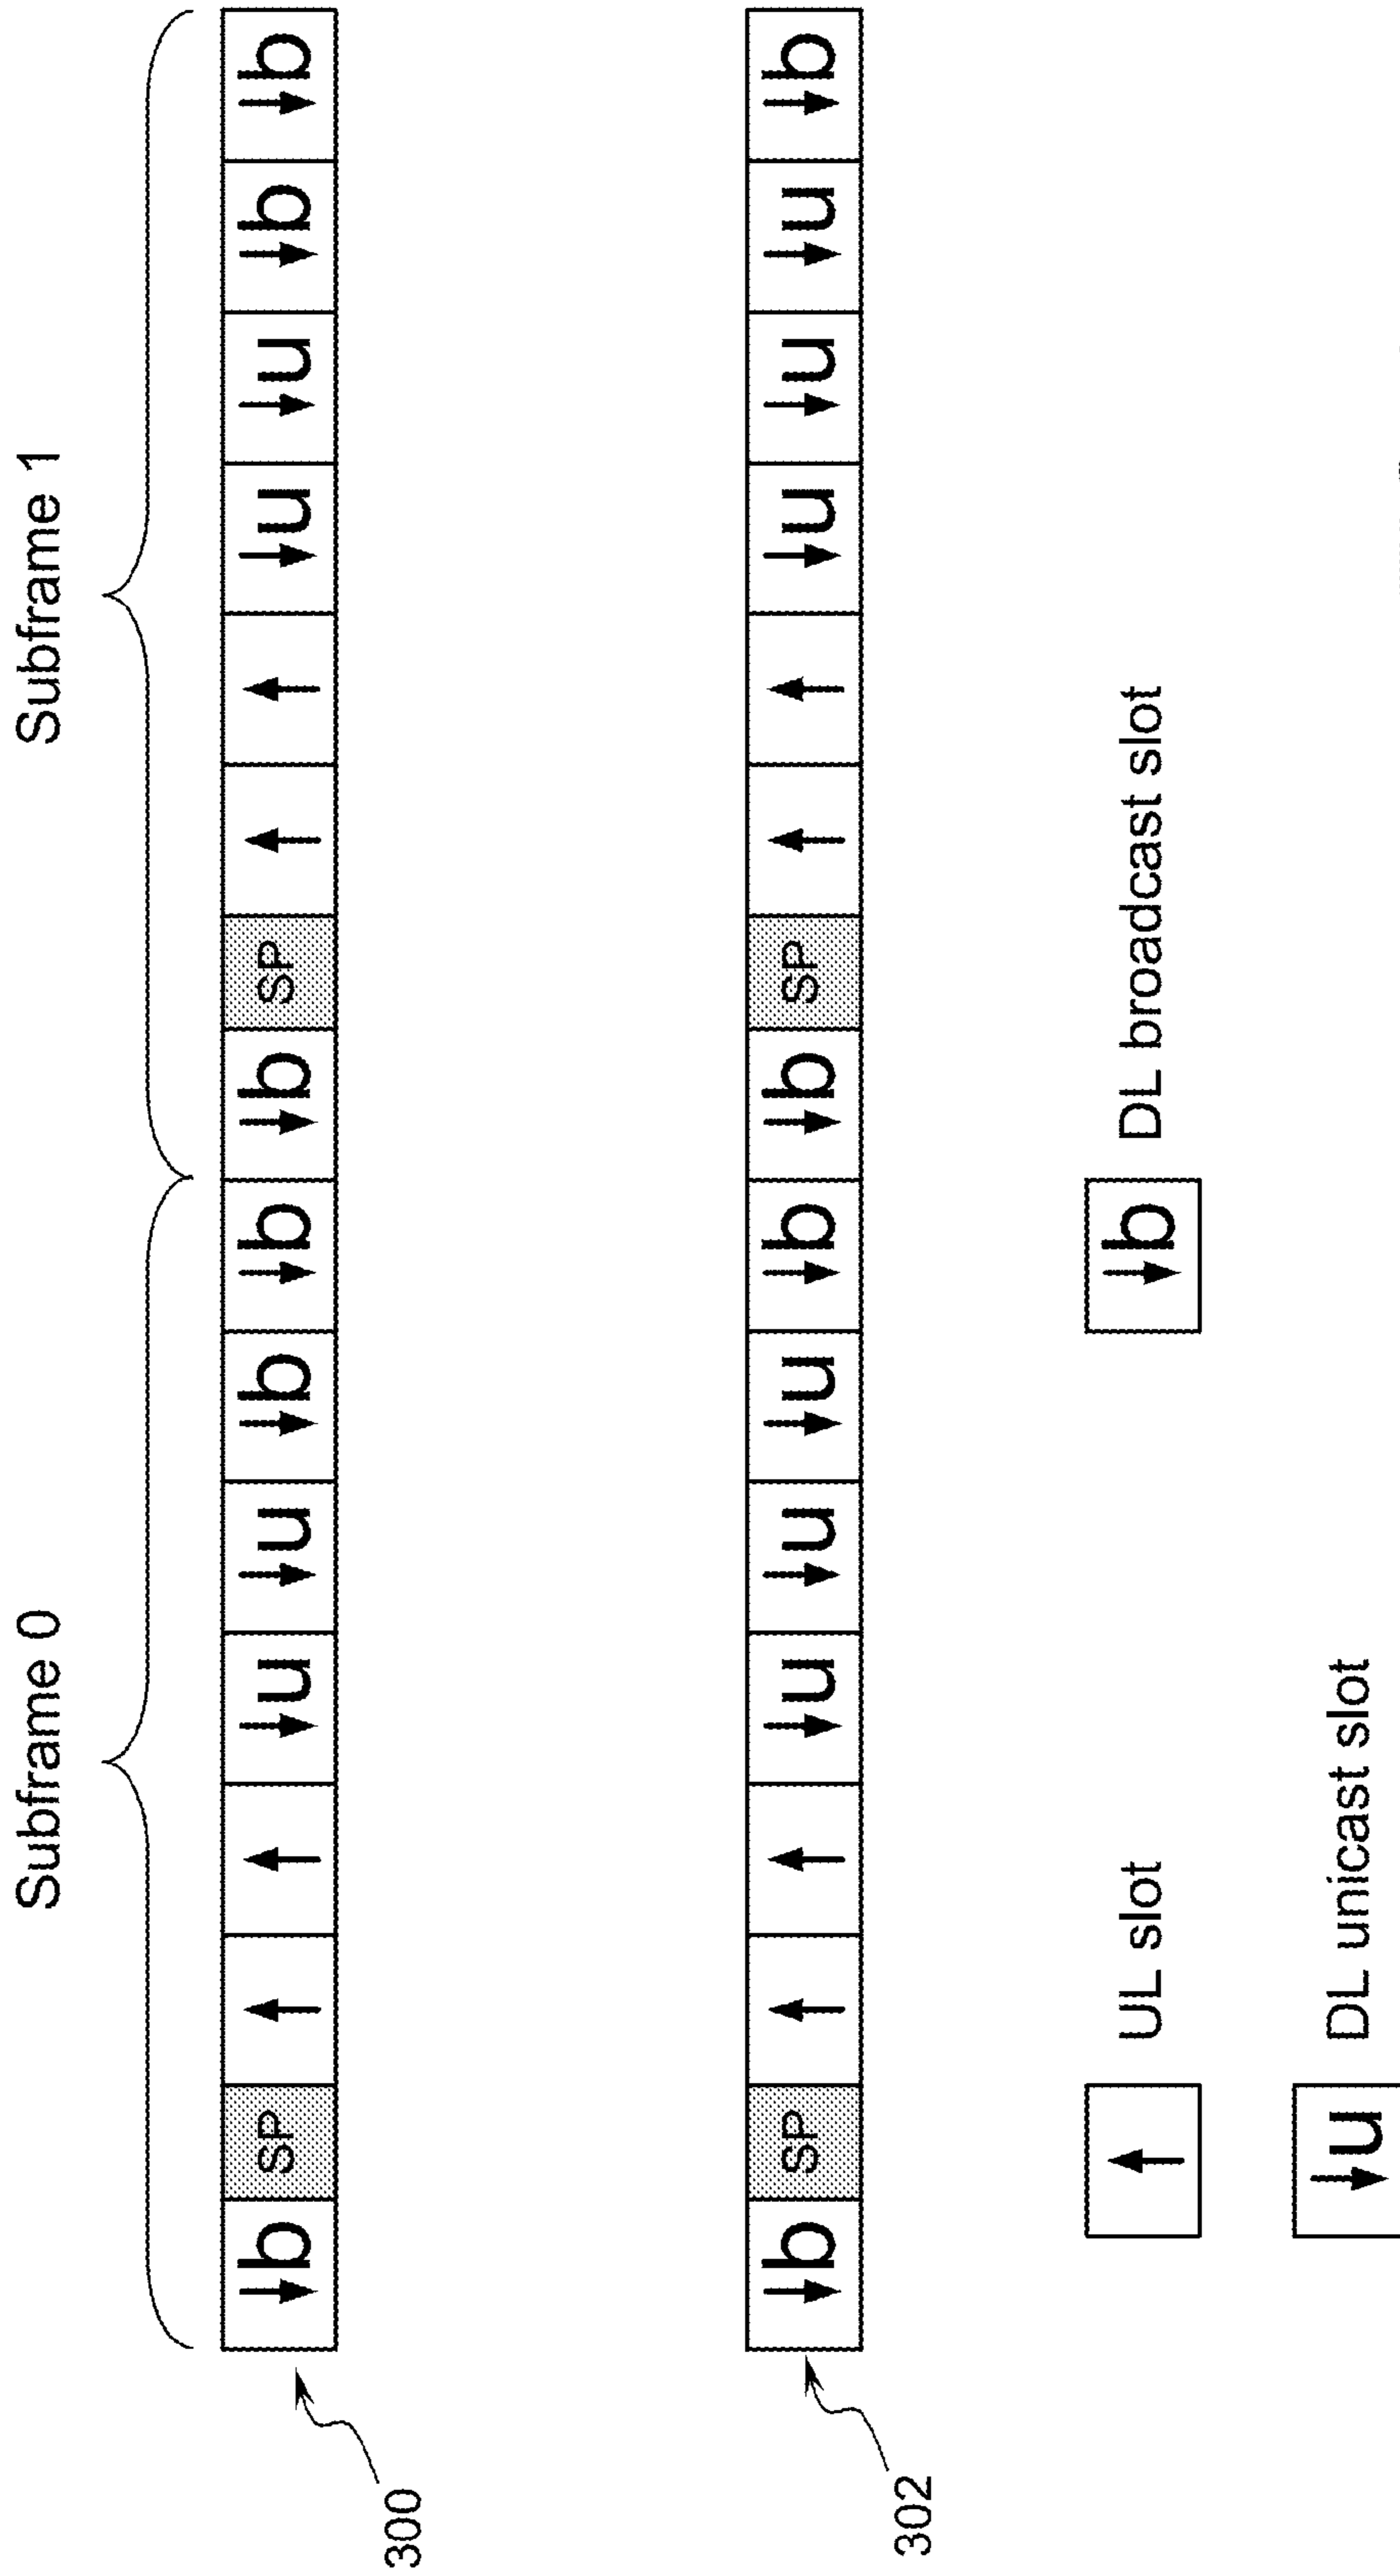 Subframe 0 Subframe 1
b SP u u b b b SP u u b b
300
b SP u u u b b SP u u u b
302
UL slot b DL broadcast slot
u DL unicast slot